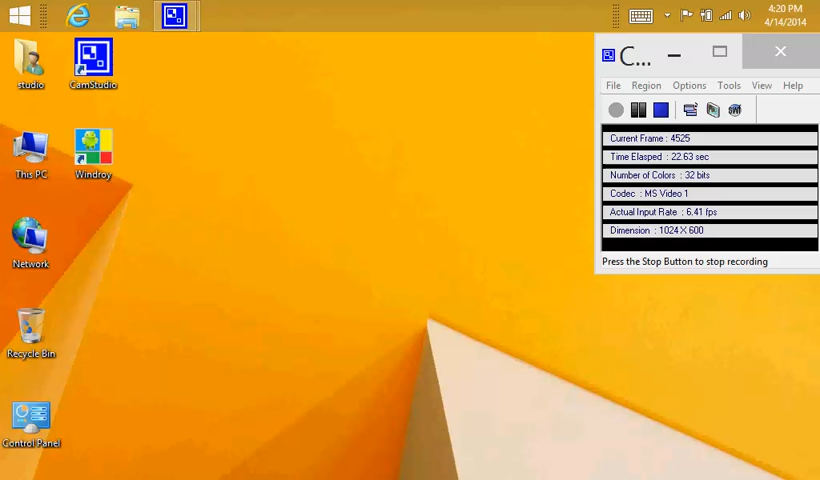 4:20 PM
4/14/2014
studio
CamStudio
This PC
Windroy
Network
Recycle Bin
Control Panel
C...
File Region Options Tools View Help
SWF
Current Frame : 4525
Time Elasped : 22.63 sec
Number of Colors : 32 bits
Codec : MS Video 1
Actual Input Rate : 6.41 fps
Dimension : 1024 X 600
Press the Stop Button to stop recording